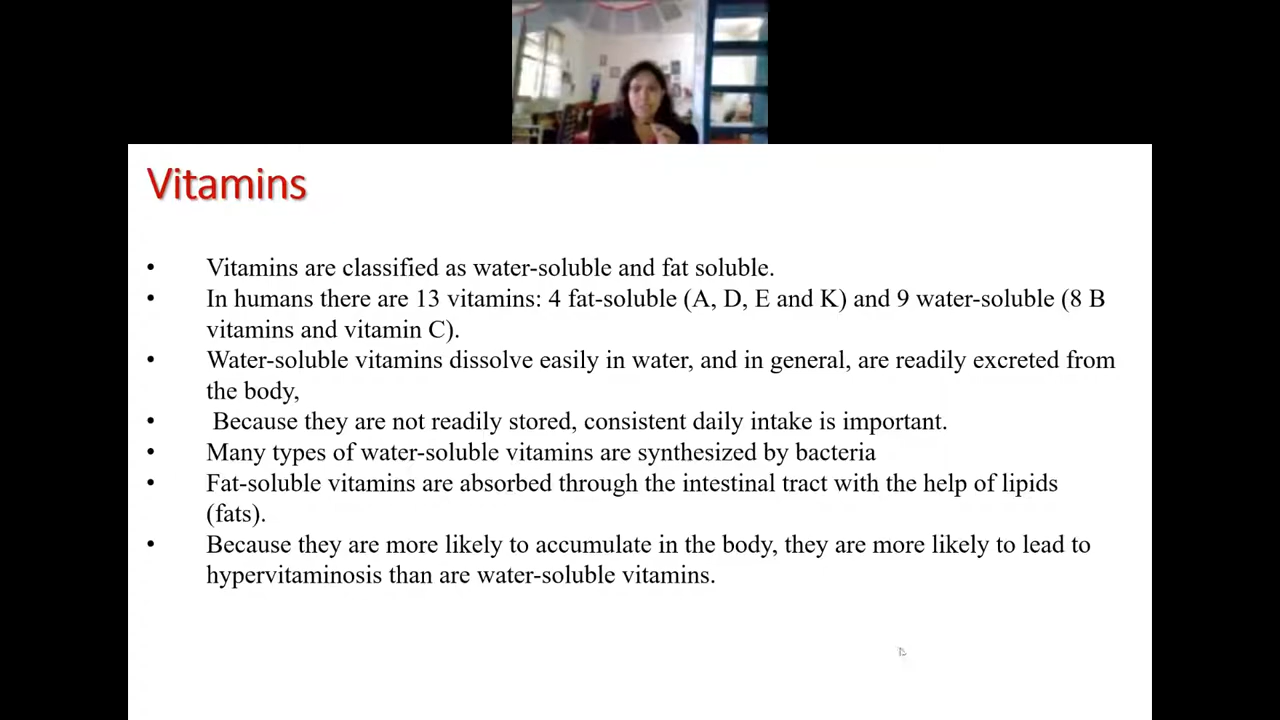 Vitamins
• Vitamins are classified as water-soluble and fat soluble.
• In humans there are 13 vitamins: 4 fat-soluble (A, D, E and K) and 9 water-soluble (8 B
vitamins and vitamin C).
• Water-soluble vitamins dissolve easily in water, and in general, are readily excreted from
the body,
• Because they are not readily stored, consistent daily intake is important.
• Many types of water-soluble vitamins are synthesized by bacteria
• Fat-soluble vitamins are absorbed through the intestinal tract with the help of lipids
(fats).
• Because they are more likely to accumulate in the body, they are more likely to lead to
hypervitaminosis than are water-soluble vitamins.